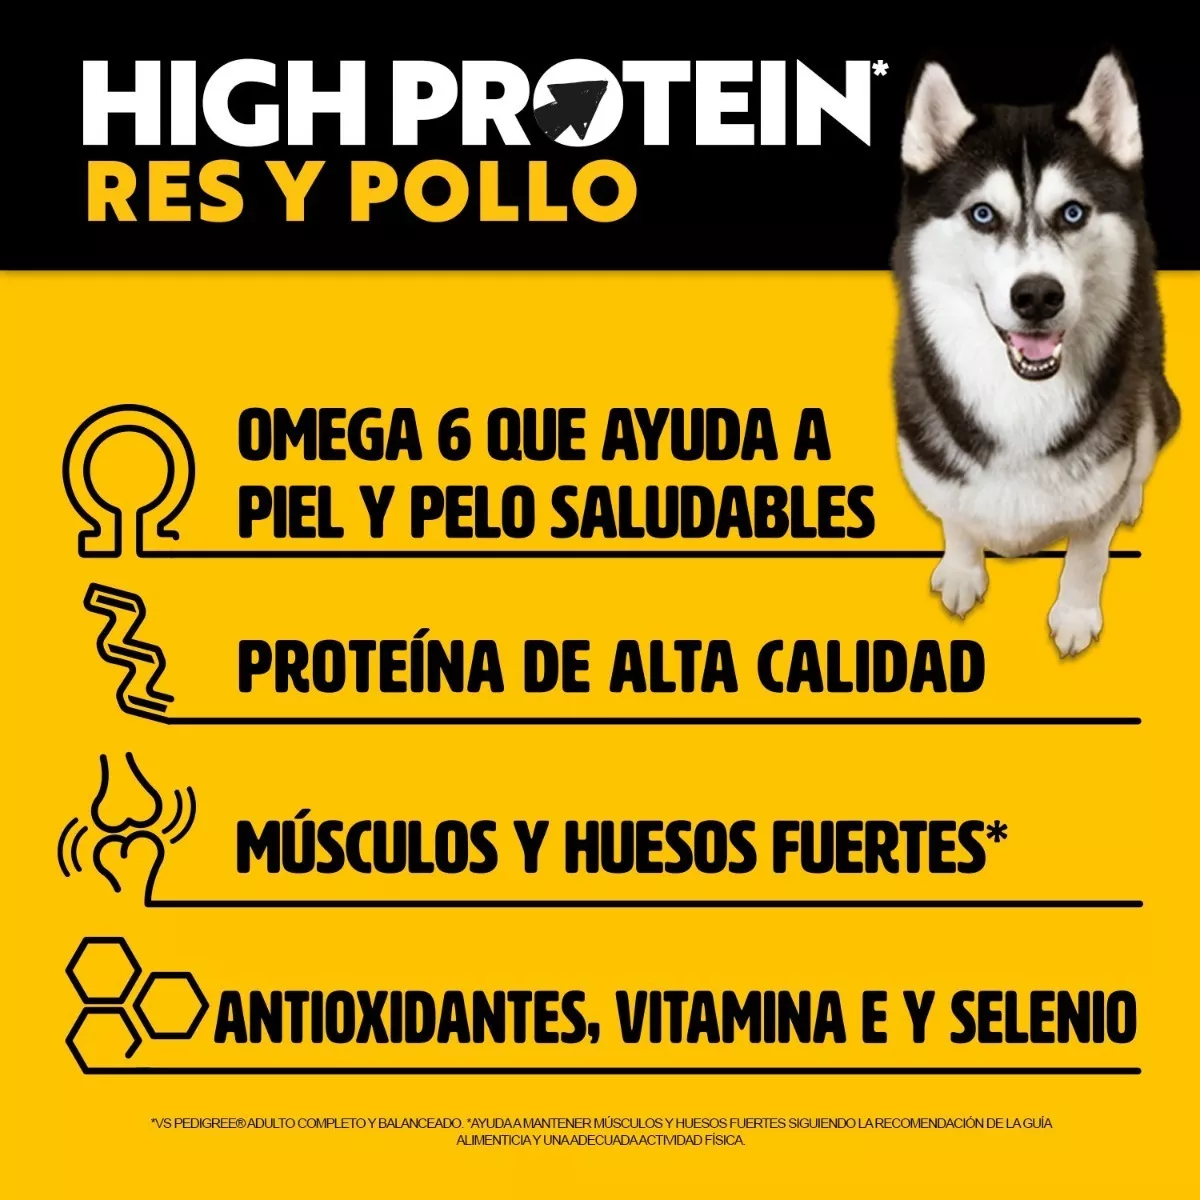 HIGH PROTEIN*
RES Y POLLO
OMEGA 6 QUE AYUDA A
PIEL Y PELO SALUDABLES
PROTEÍNA DE ALTA CALIDAD
MÚSCULOS Y HUESOS FUERTES*
ANTIOXIDANTES, VITAMINA E Y SELENIO
*VS PEDIGREE® ADULTO COMPLETO Y BALANCEADO. *AYUDA A MANTENER MÚSCULOS Y HUESOS FUERTES SIGUIENDO LA RECOMENDACIÓN DE LA GUÍA
ALIMENTICIA Y UNA ADECUADA ACTIVIDAD FÍSICA.